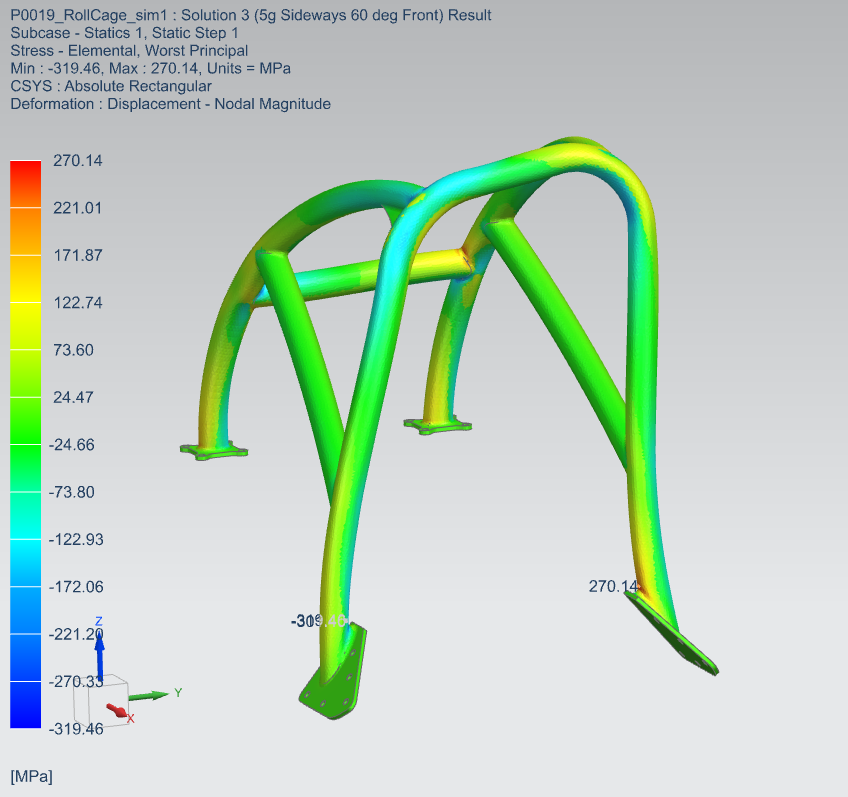 P0019_RollCage_sim1 : Solution 3 (5g Sideways 60 deg Front) Result
Subcase - Statics 1, Static Step 1
Stress - Elemental, Worst Principal
Min : -319.46, Max : 270.14, Units = MPa
CSYS : Absolute Rectangular
Deformation : Displacement - Nodal Magnitude
270.14
221.01
171.87
122.74
73.60
24.47
-24.66
-73.80
-122.93
-172.06
-221.20
-270.33
-319.46
270.14
Z
Y
X
[MPa]